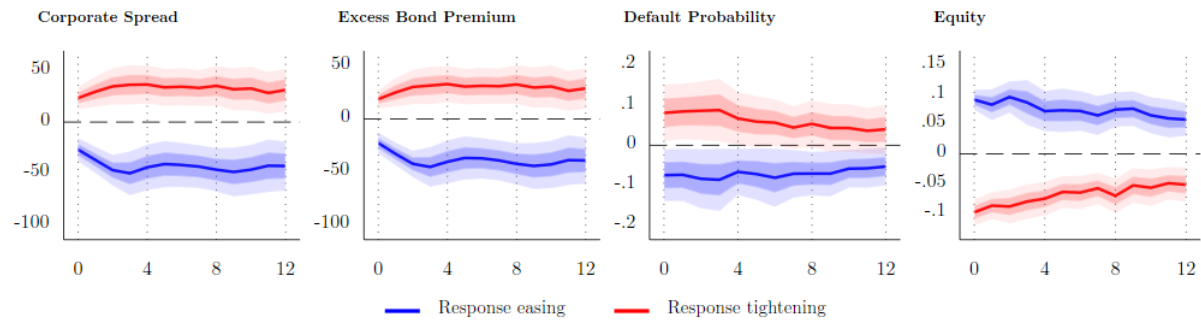 Corporate Spread Excess Bond Premium Default Probability Equity
50 50 .2 .15
.1 .1
0 0 0 .05
0
-50 -50 -.1 -.05
-100 -100 -.2 -.1
0 4 8 12 0 4 8 12 0 4 8 12 0 4 8 12
Response easing Response tightening